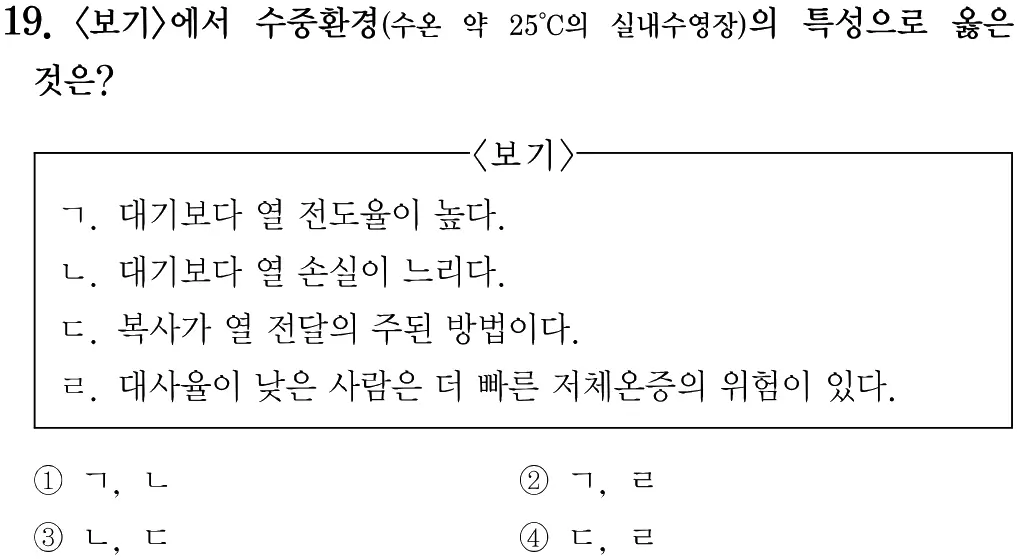 19. 〈보기〉에서 수중환경(수온 약 25℃의 실내수영장)의 특성으로 옳은
것은?
〈보기〉
ㄱ. 대기보다 열 전도율이 높다.
ㄴ. 대기보다 열 손실이 느리다.
ㄷ. 복사가 열 전달의 주된 방법이다.
ㄹ. 대사율이 낮은 사람은 더 빠른 저체온증의 위험이 있다.
① ㄱ, ㄴ ② ㄱ, ㄹ
③ ㄴ, ㄷ ④ ㄷ, ㄹ